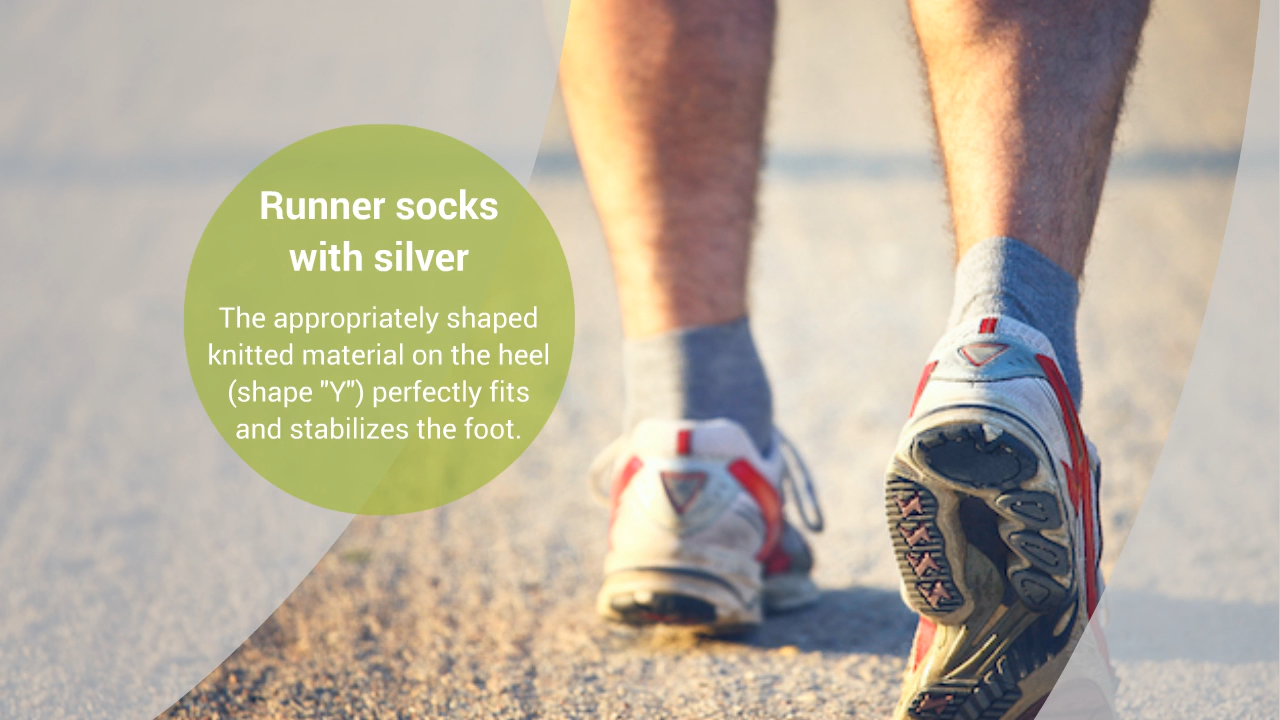 Runner socks
with silver
The appropriately shaped
knitted material on the heel
(shape "Y") perfectly fits
and stabilizes the foot.